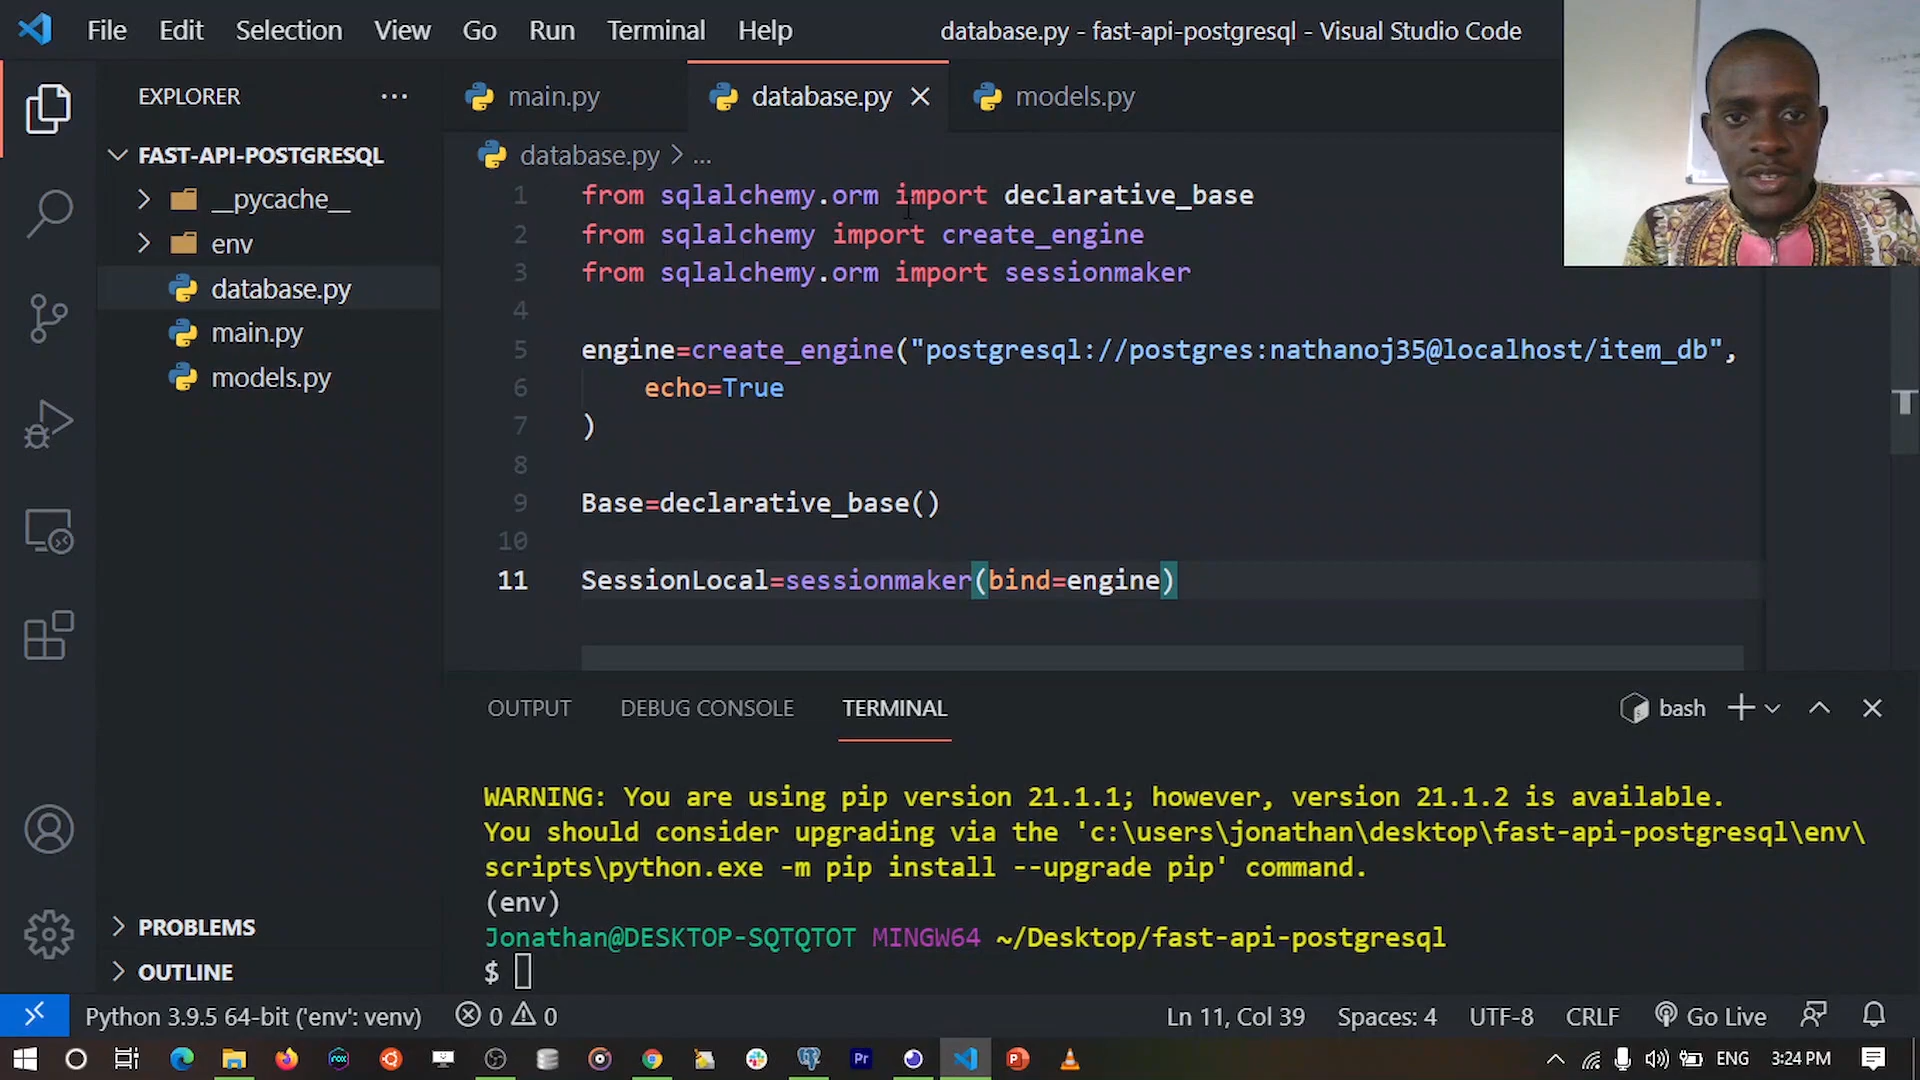 File Edit Selection View Go Run Terminal Help database.py - fast-api-postgresql - Visual Studio Code
EXPLORER ...
main.py database.py models.py
FAST-API-POSTGRESQL
__pycache__
env
database.py
main.py
models.py
database.py > ...
1 from sqlalchemy.orm import declarative_base
2 from sqlalchemy import create_engine
3 from sqlalchemy.orm import sessionmaker
4
5 engine=create_engine("postgresql://postgres:nathanoj35@localhost/item_db",
6 echo=True
7 )
8
9 Base=declarative_base()
10
11 SessionLocal=sessionmaker(bind=engine)
OUTPUT DEBUG CONSOLE TERMINAL bash
WARNING: You are using pip version 21.1.1; however, version 21.1.2 is available.
You should consider upgrading via the 'c:\users\jonathan\desktop\fast-api-postgresql\env\
scripts\python.exe -m pip install --upgrade pip' command.
(env)
Jonathan@DESKTOP-SQTQTOT MINGW64 ~/Desktop/fast-api-postgresql
$
PROBLEMS
OUTLINE
Python 3.9.5 64-bit ('env': venv) 0 0 Ln 11, Col 39 Spaces: 4 UTF-8 CRLF Python Go Live
Pr ENG 3:24 PM